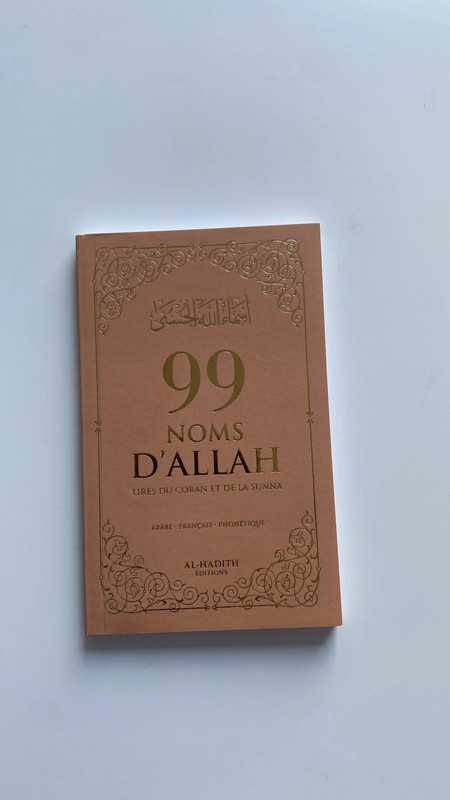 أسماء الله الحسنى
99
NOMS
D'ALLAH
TIRES DU CORAN ET DE LA SUNNA
ARABE - FRANÇAIS - PHONÉTIQUE
AL-HADITH
EDITIONS